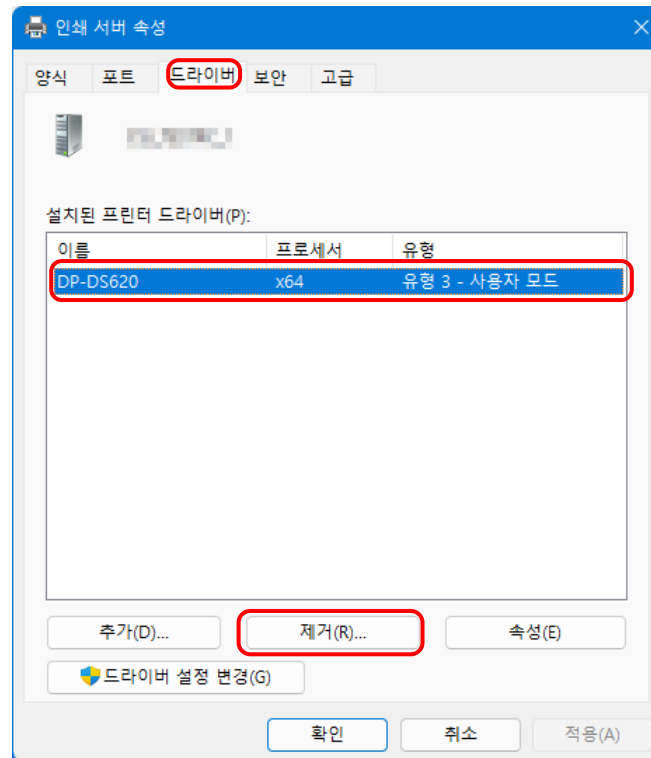 인쇄 서버 속성
양식 포트 드라이버 보안 고급
설치된 프린터 드라이버(P):
이름 프로세서 유형
DP-DS620 x64 유형 3 - 사용자 모드
추가(D)... 제거(R)... 속성(E)
드라이버 설정 변경(G)
확인 취소 적용(A)